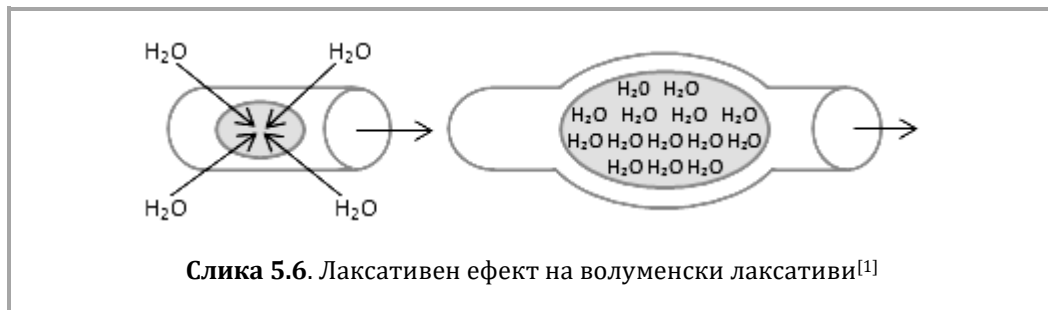 H₂O H₂O
H₂O H₂O
H₂O H₂O
H₂O H₂O H₂O H₂O
H₂O H₂O H₂O H₂O H₂O
H₂O H₂O H₂O
Слика 5.6. Лаксативен ефект на волуменски лаксативи[1]